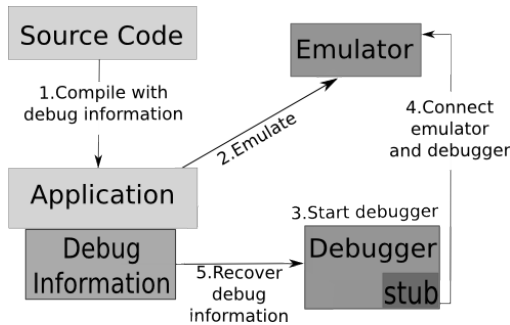 Source Code
Emulator
1.Compile with
debug information
2.Emulate
4.Connect
emulator
and debugger
Application
3.Start debugger
Debug
Information
Debugger
stub
5.Recover
debug
information